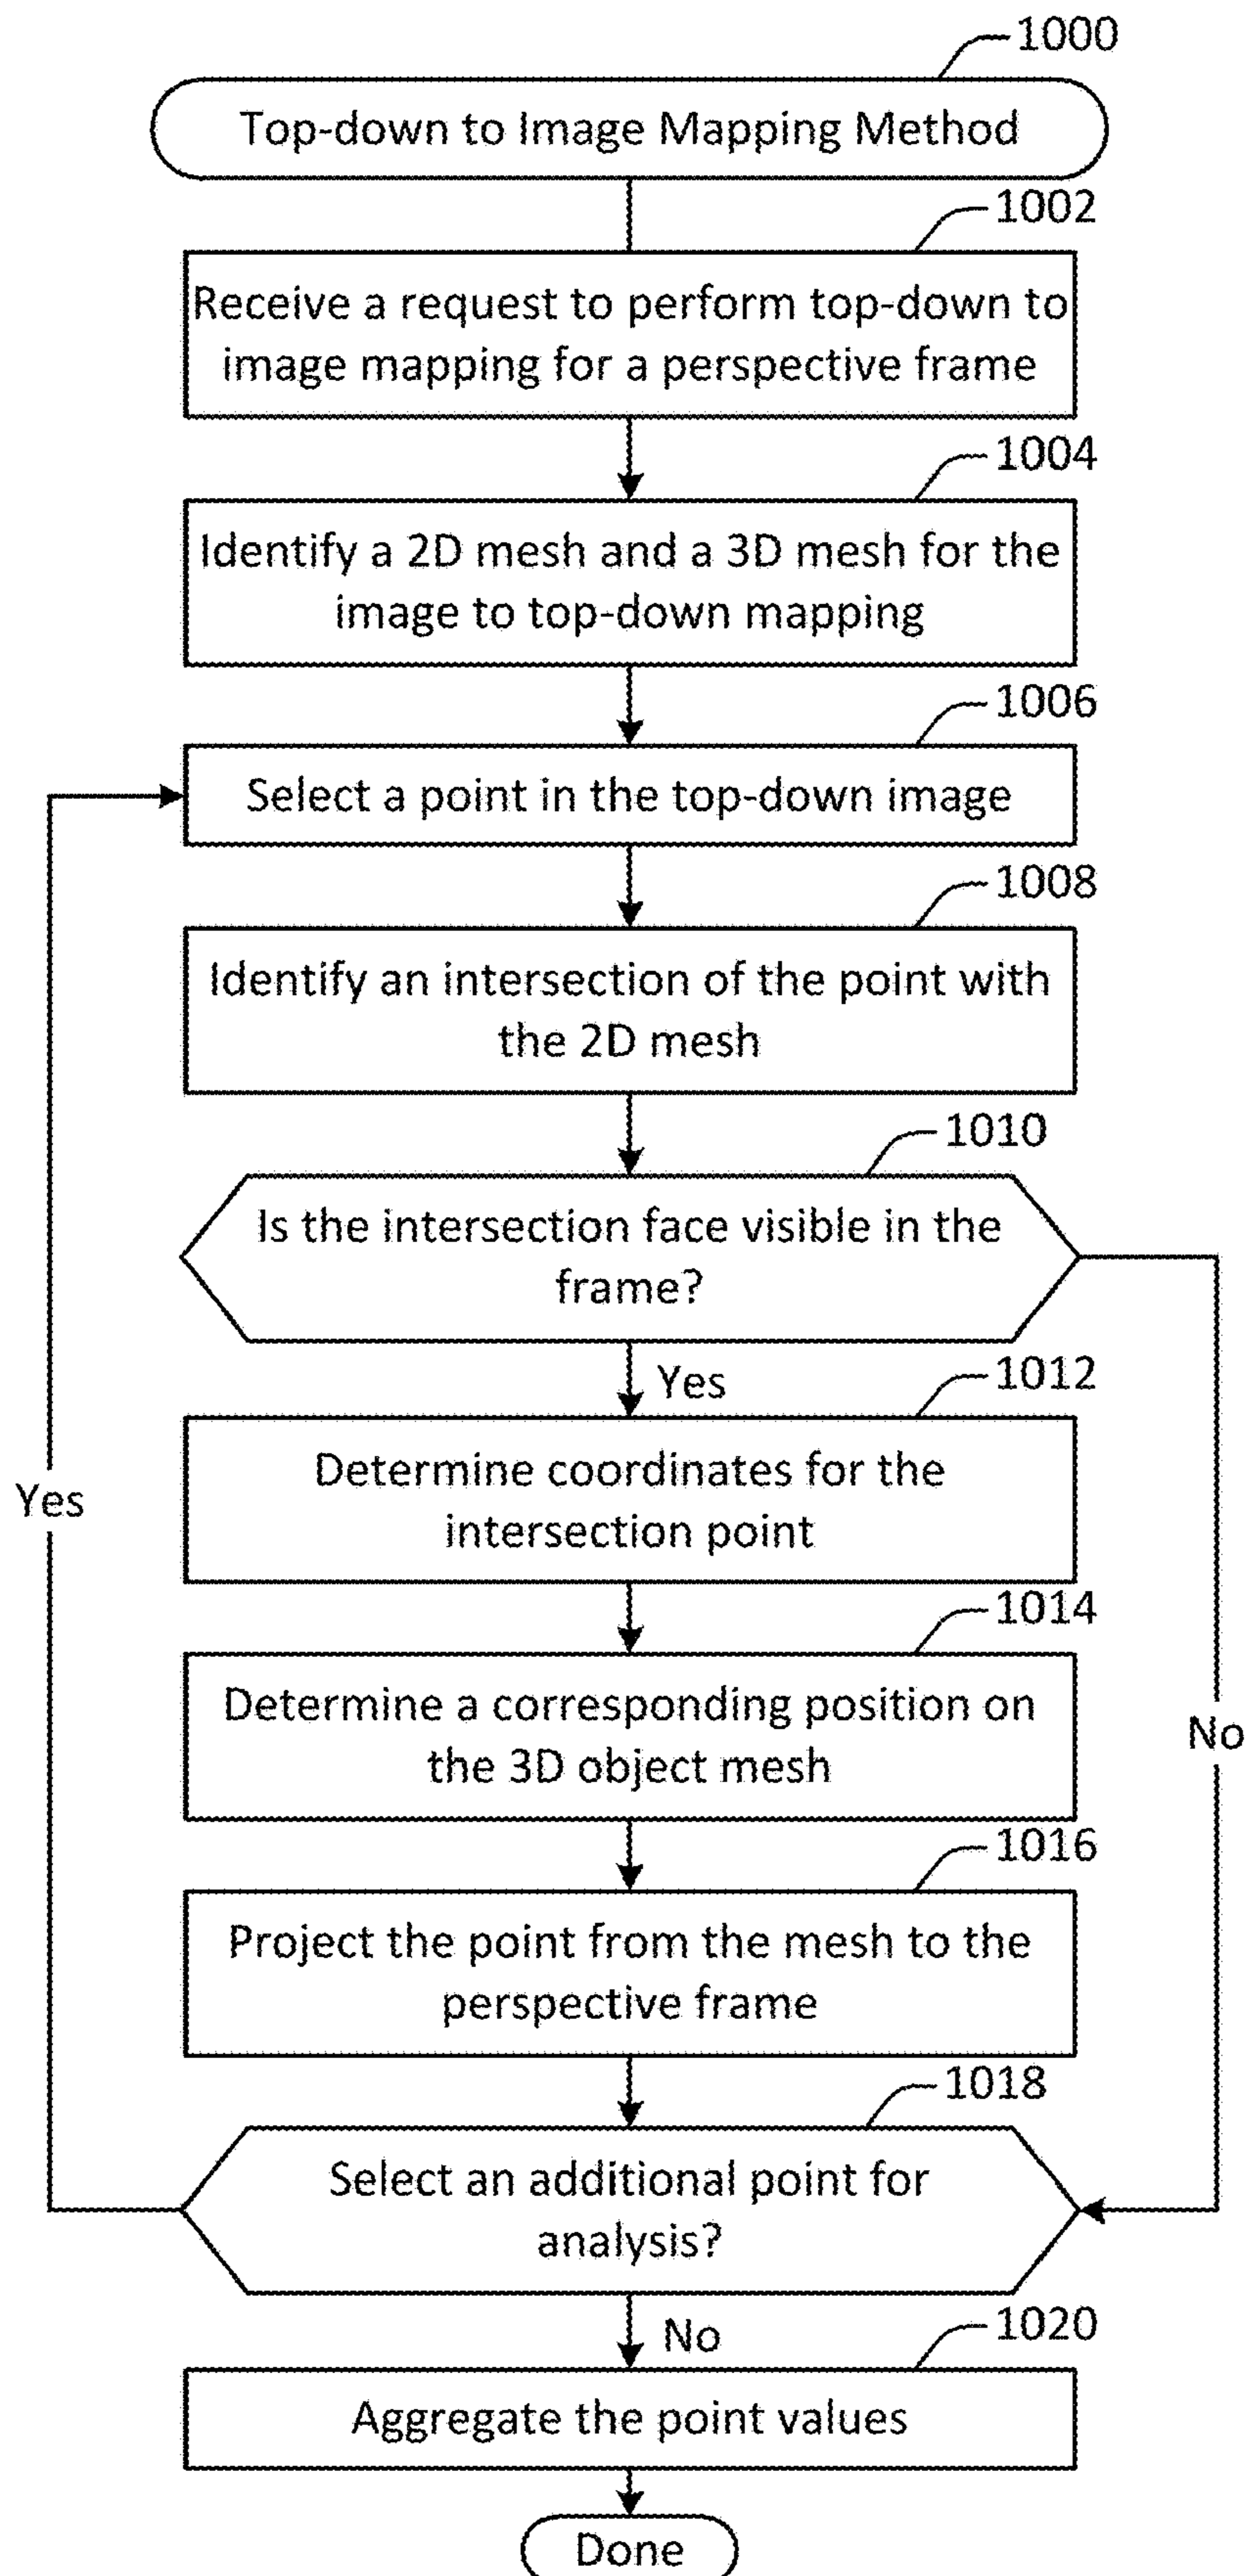 1000
Top-down to Image Mapping Method
1002
Receive a request to perform top-down to
image mapping for a perspective frame
1004
Identify a 2D mesh and a 3D mesh for the
image to top-down mapping
1006
Select a point in the top-down image
1008
Identify an intersection of the point with
the 2D mesh
1010
Is the intersection face visible in the
frame?
Yes
1012
Determine coordinates for the
intersection point
Yes
1014
Determine a corresponding position on
the 3D object mesh
No
1016
Project the point from the mesh to the
perspective frame
1018
Select an additional point for
analysis?
No
1020
Aggregate the point values
Done